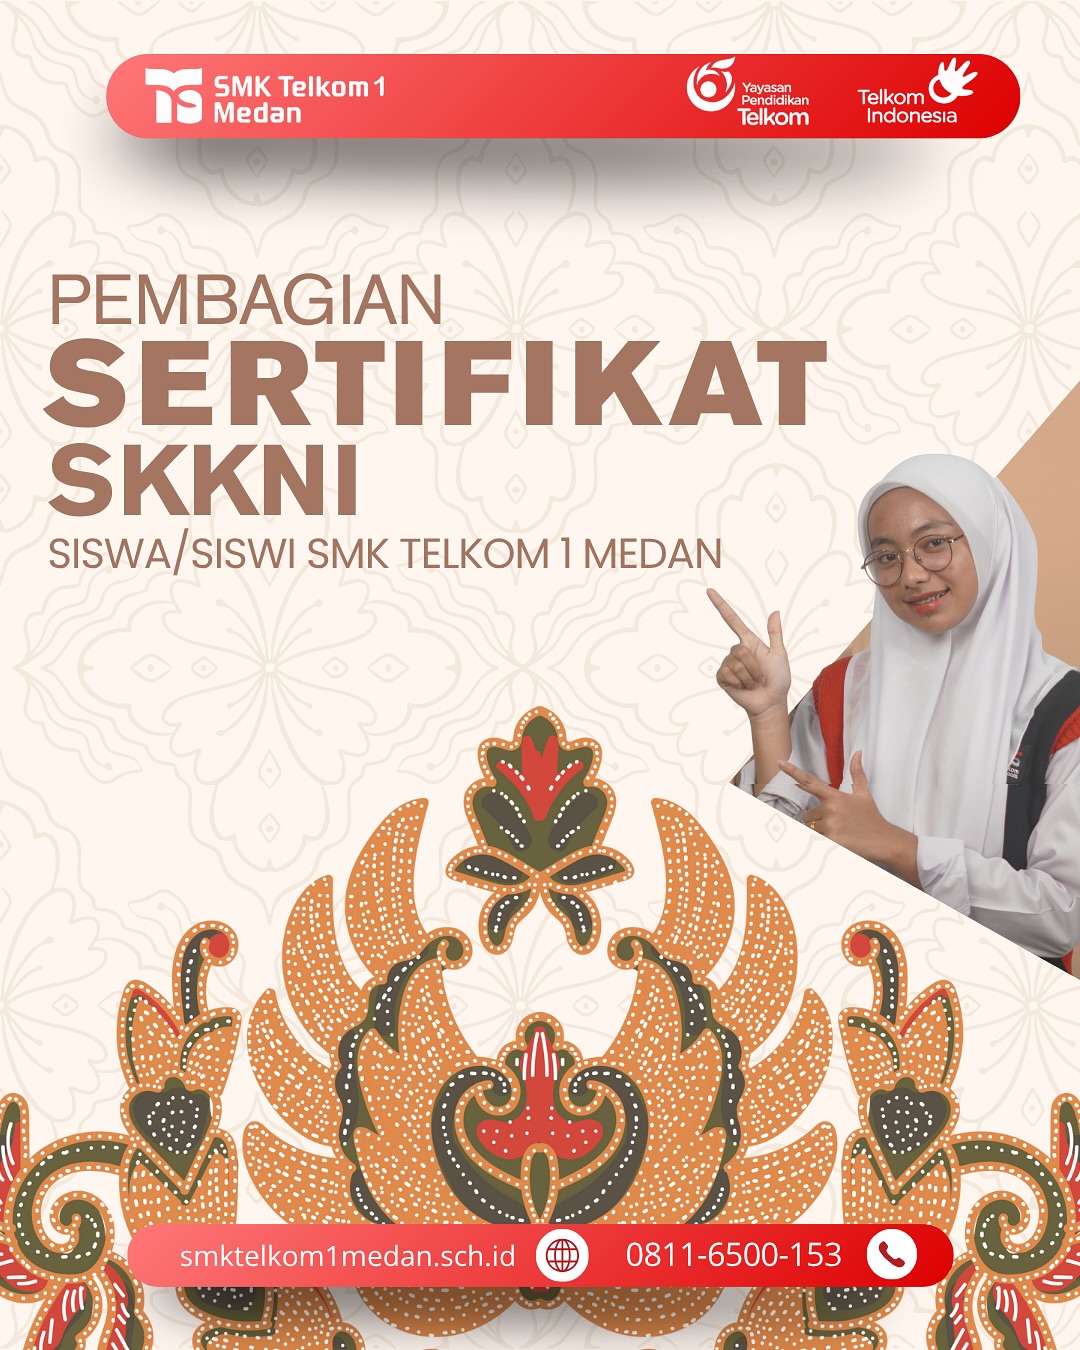 SMK Telkom 1
Medan
Yayasan
Pendidikan
Telkom
Telkom
Indonesia
PEMBAGIAN
SERTIFIKAT
SKKNI
SISWA/SISWI SMK TELKOM 1 MEDAN
smktelkom1medan.sch.id
0811-6500-153